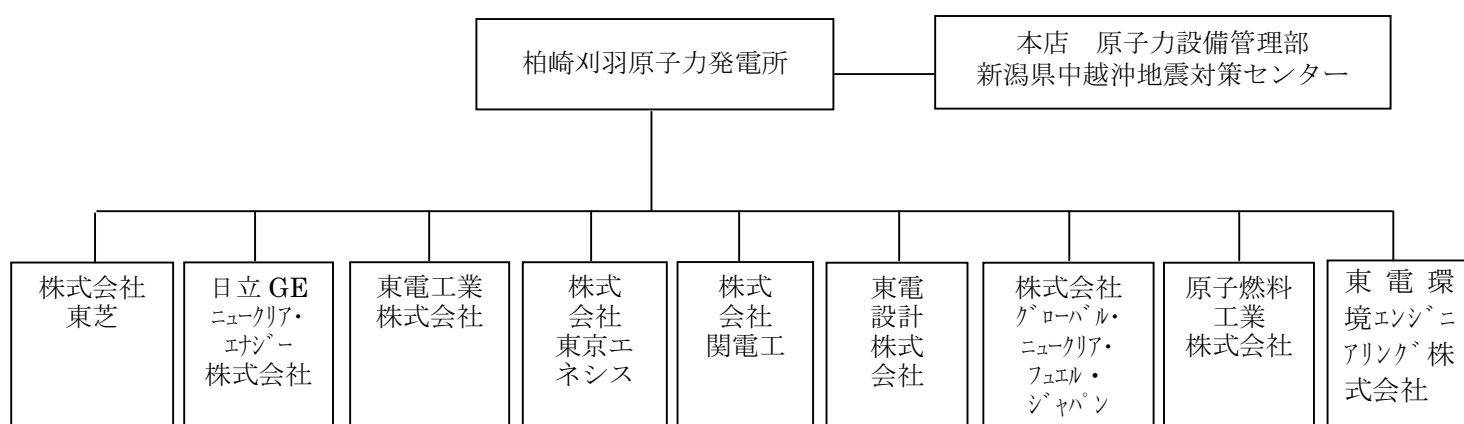 柏崎刈羽原子力発電所
本店　原子力設備管理部
新潟県中越沖地震対策センター
株式会社
東芝
日立 GE
ﾆｭｰｸﾘｱ･
ｴﾅｼﾞｰ
株式会社
東電工業
株式会社
株式
会社
東京エ
ネシス
株式
会社
関電工
東電
設計
株式
会社
株式会社
ｸﾞﾛｰﾊﾞﾙ･
ﾆｭｰｸﾘｱ･
ﾌｭｴﾙ･
ｼﾞｬﾊﾟﾝ
原子燃料
工業
株式会社
東 電 環
境ｴﾝｼﾞﾆ
ｱﾘﾝｸﾞ株
式会社